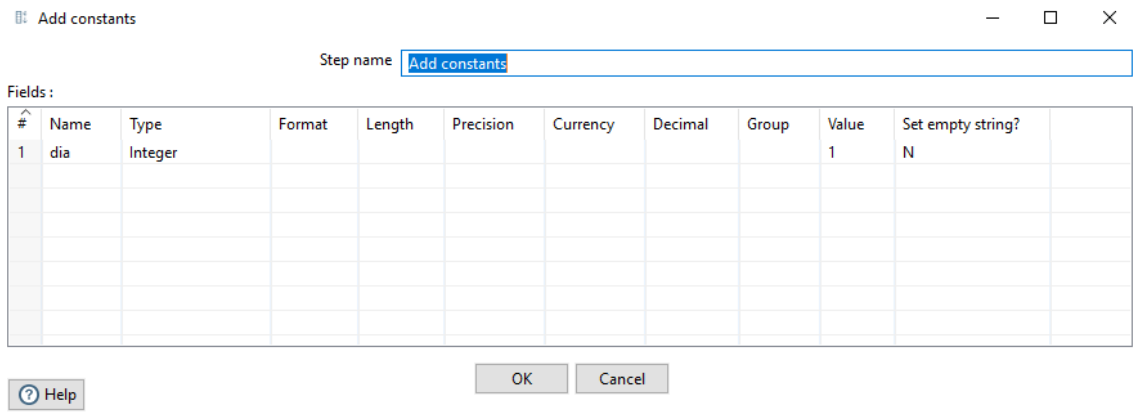 Add constants
Step name Add constants
Fields :
# Name Type Format Length Precision Currency Decimal Group Value Set empty string?
1 dia Integer 1 N
OK Cancel
? Help